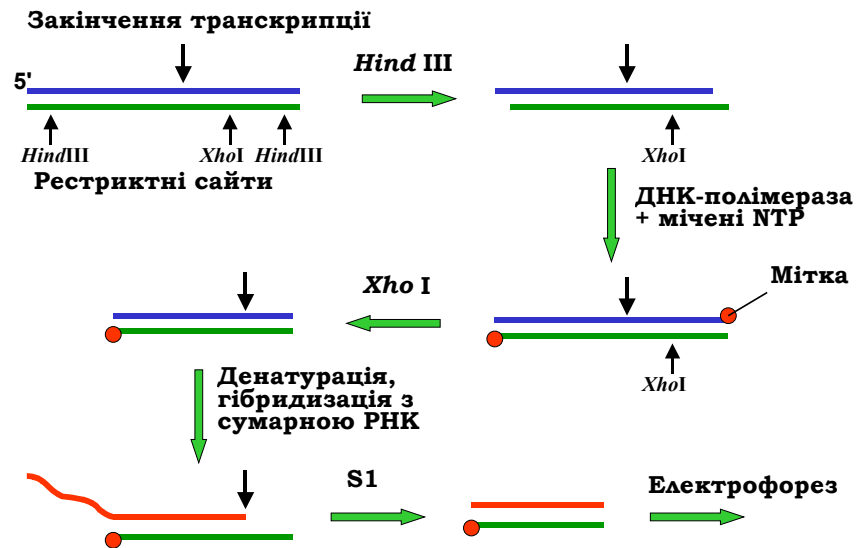 Закінчення транскрипції
Hind III
5'
HindIII
XhoI
HindIII
XhoI
Рестриктні сайти
ДНК-полімераза
+ мічені NTP
Мітка
Xho I
XhoI
Денатурація,
гібридизація з
сумарною РНК
S1
Електрофорез